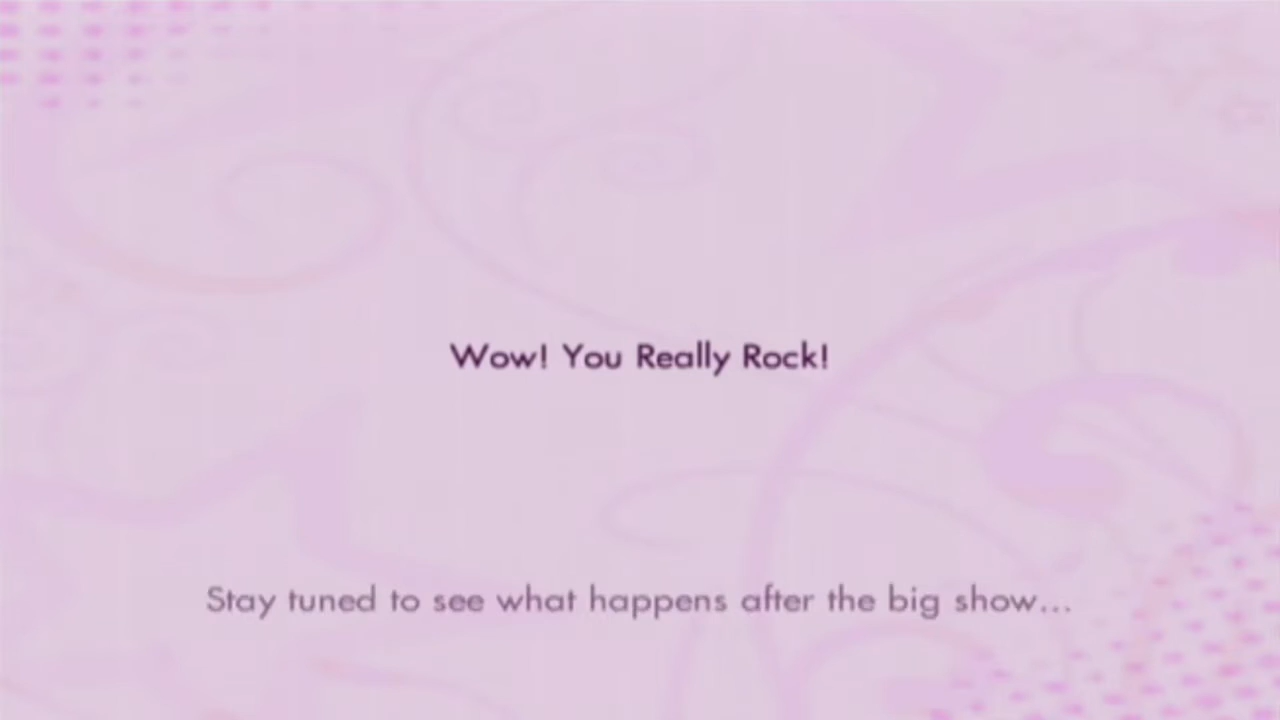 Wow! You Really Rock!
Stay tuned to see what happens after the big show...